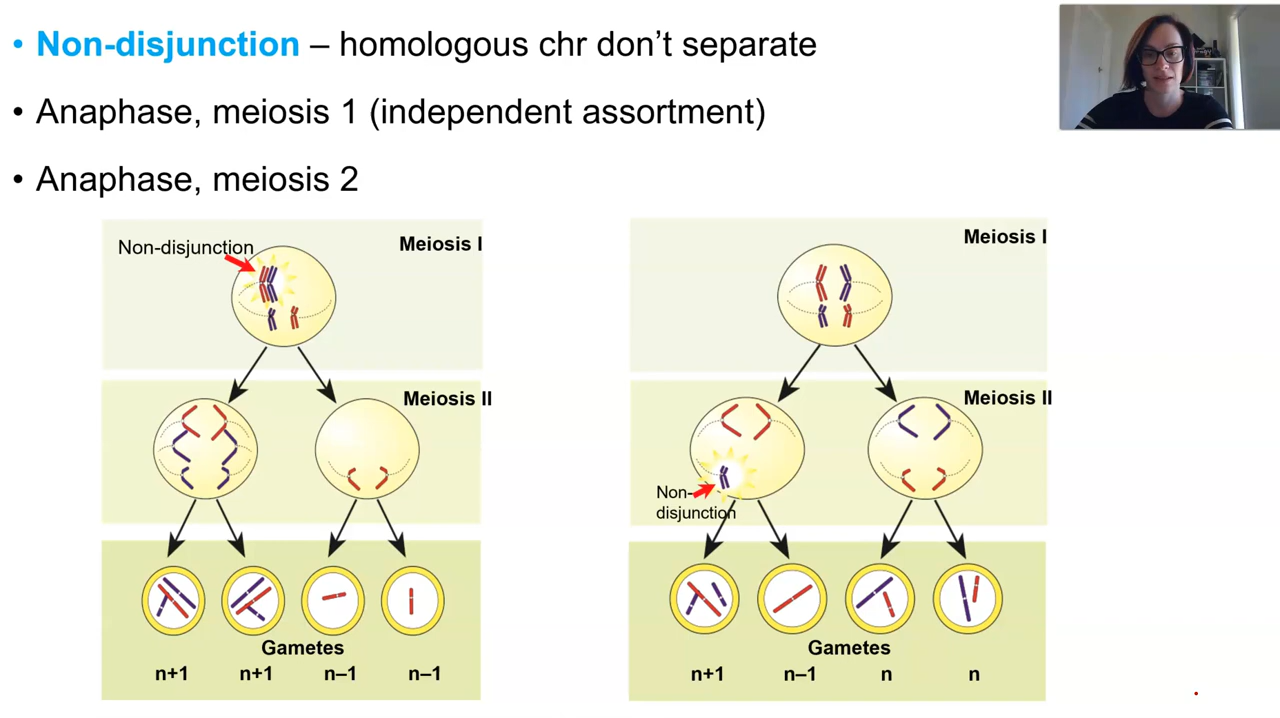 • Non-disjunction – homologous chr don't separate
• Anaphase, meiosis 1 (independent assortment)
• Anaphase, meiosis 2
Non-disjunction
Meiosis I
Meiosis II
Gametes
n+1 n+1 n–1 n–1
Meiosis I
Meiosis II
Non-
disjunction
Gametes
n+1 n–1 n n